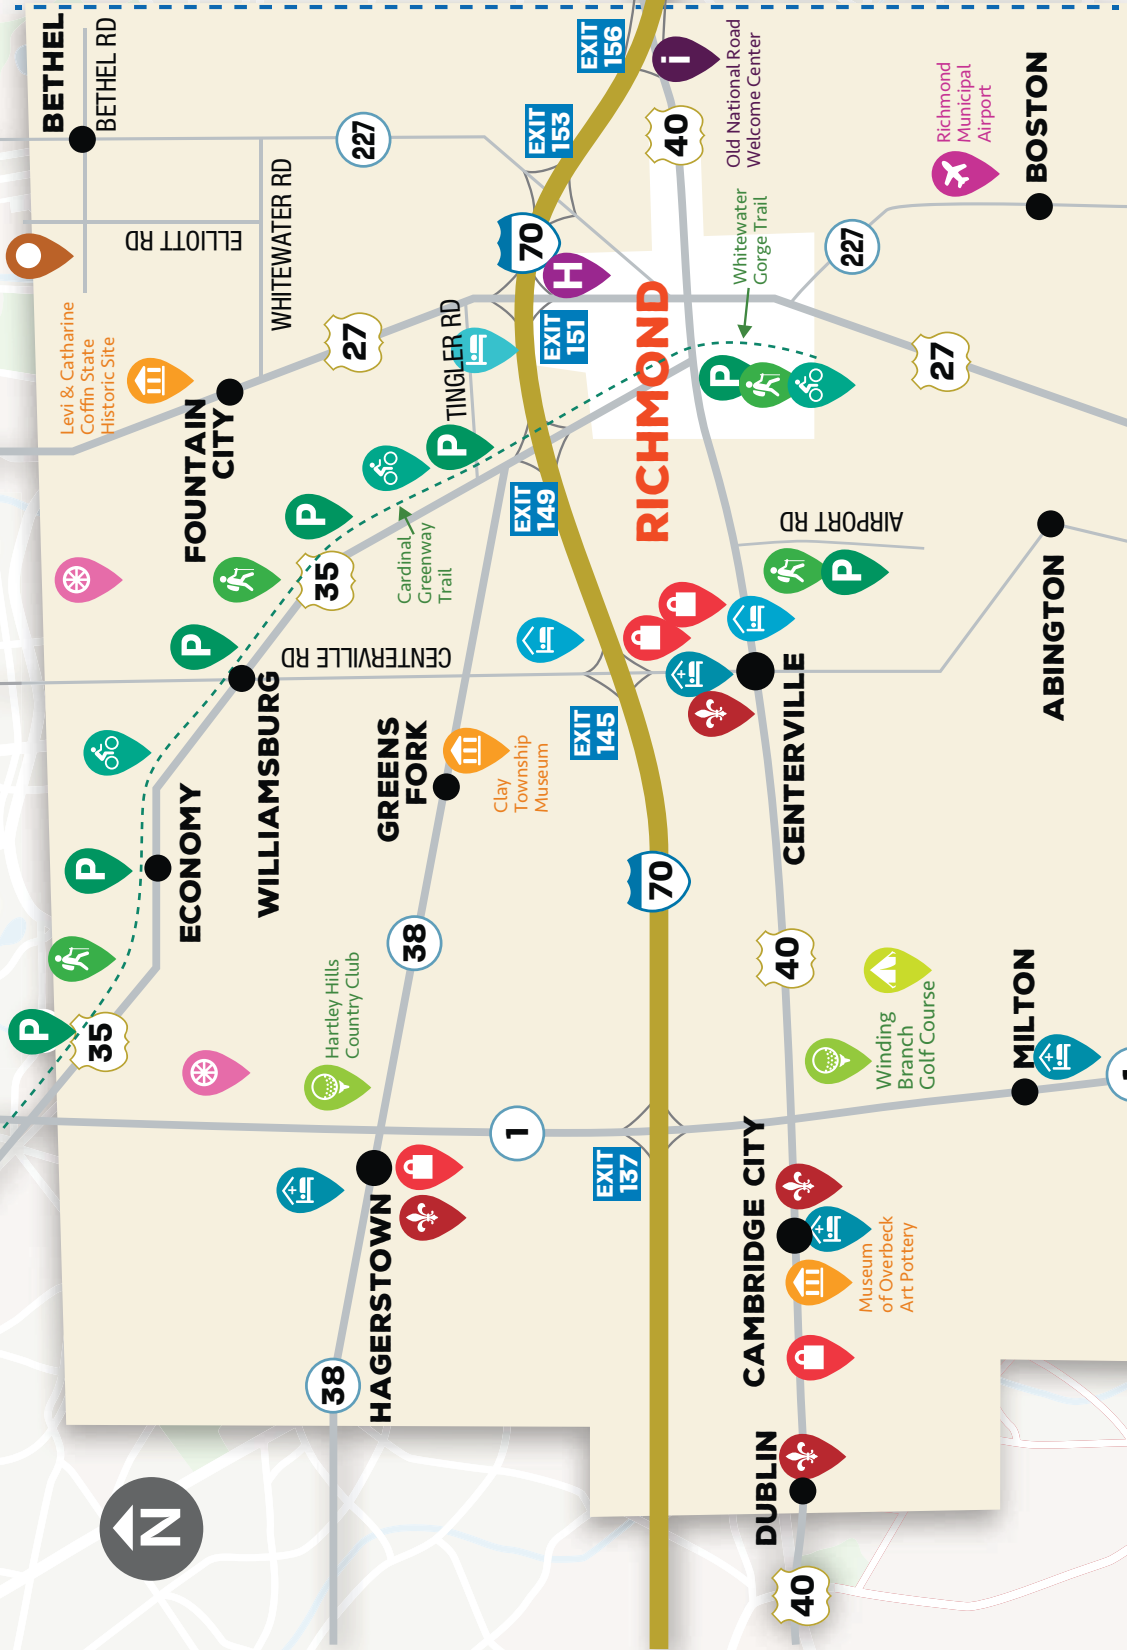 N
38
HAGERSTOWN
1
38
Hartley Hills
Country Club
35
P
P
ECONOMY
WILLIAMSBURG
P
CENTERVILLE RD
GREENS
FORK
Clay
Township
Museum
35
P
Cardinal
Greenway
Trail
P
FOUNTAIN
CITY
Levi & Catharine
Coffin State
Historic Site
27
TINGLER RD
WHITEWATER RD
ELLIOTT RD
BETHEL
BETHEL RD
227
EXIT
137
70
EXIT
145
EXIT
149
EXIT
151
H
70
EXIT
153
EXIT
156
i
Old National Road
Welcome Center
40
RICHMOND
P
Whitewater
Gorge Trail
227
27
Richmond
Municipal
Airport
BOSTON
AIRPORT RD
P
ABINGTON
CENTERVILLE
40
Winding
Branch
Golf Course
MILTON
1
CAMBRIDGE CITY
Museum
of Overbeck
Art Pottery
DUBLIN
40